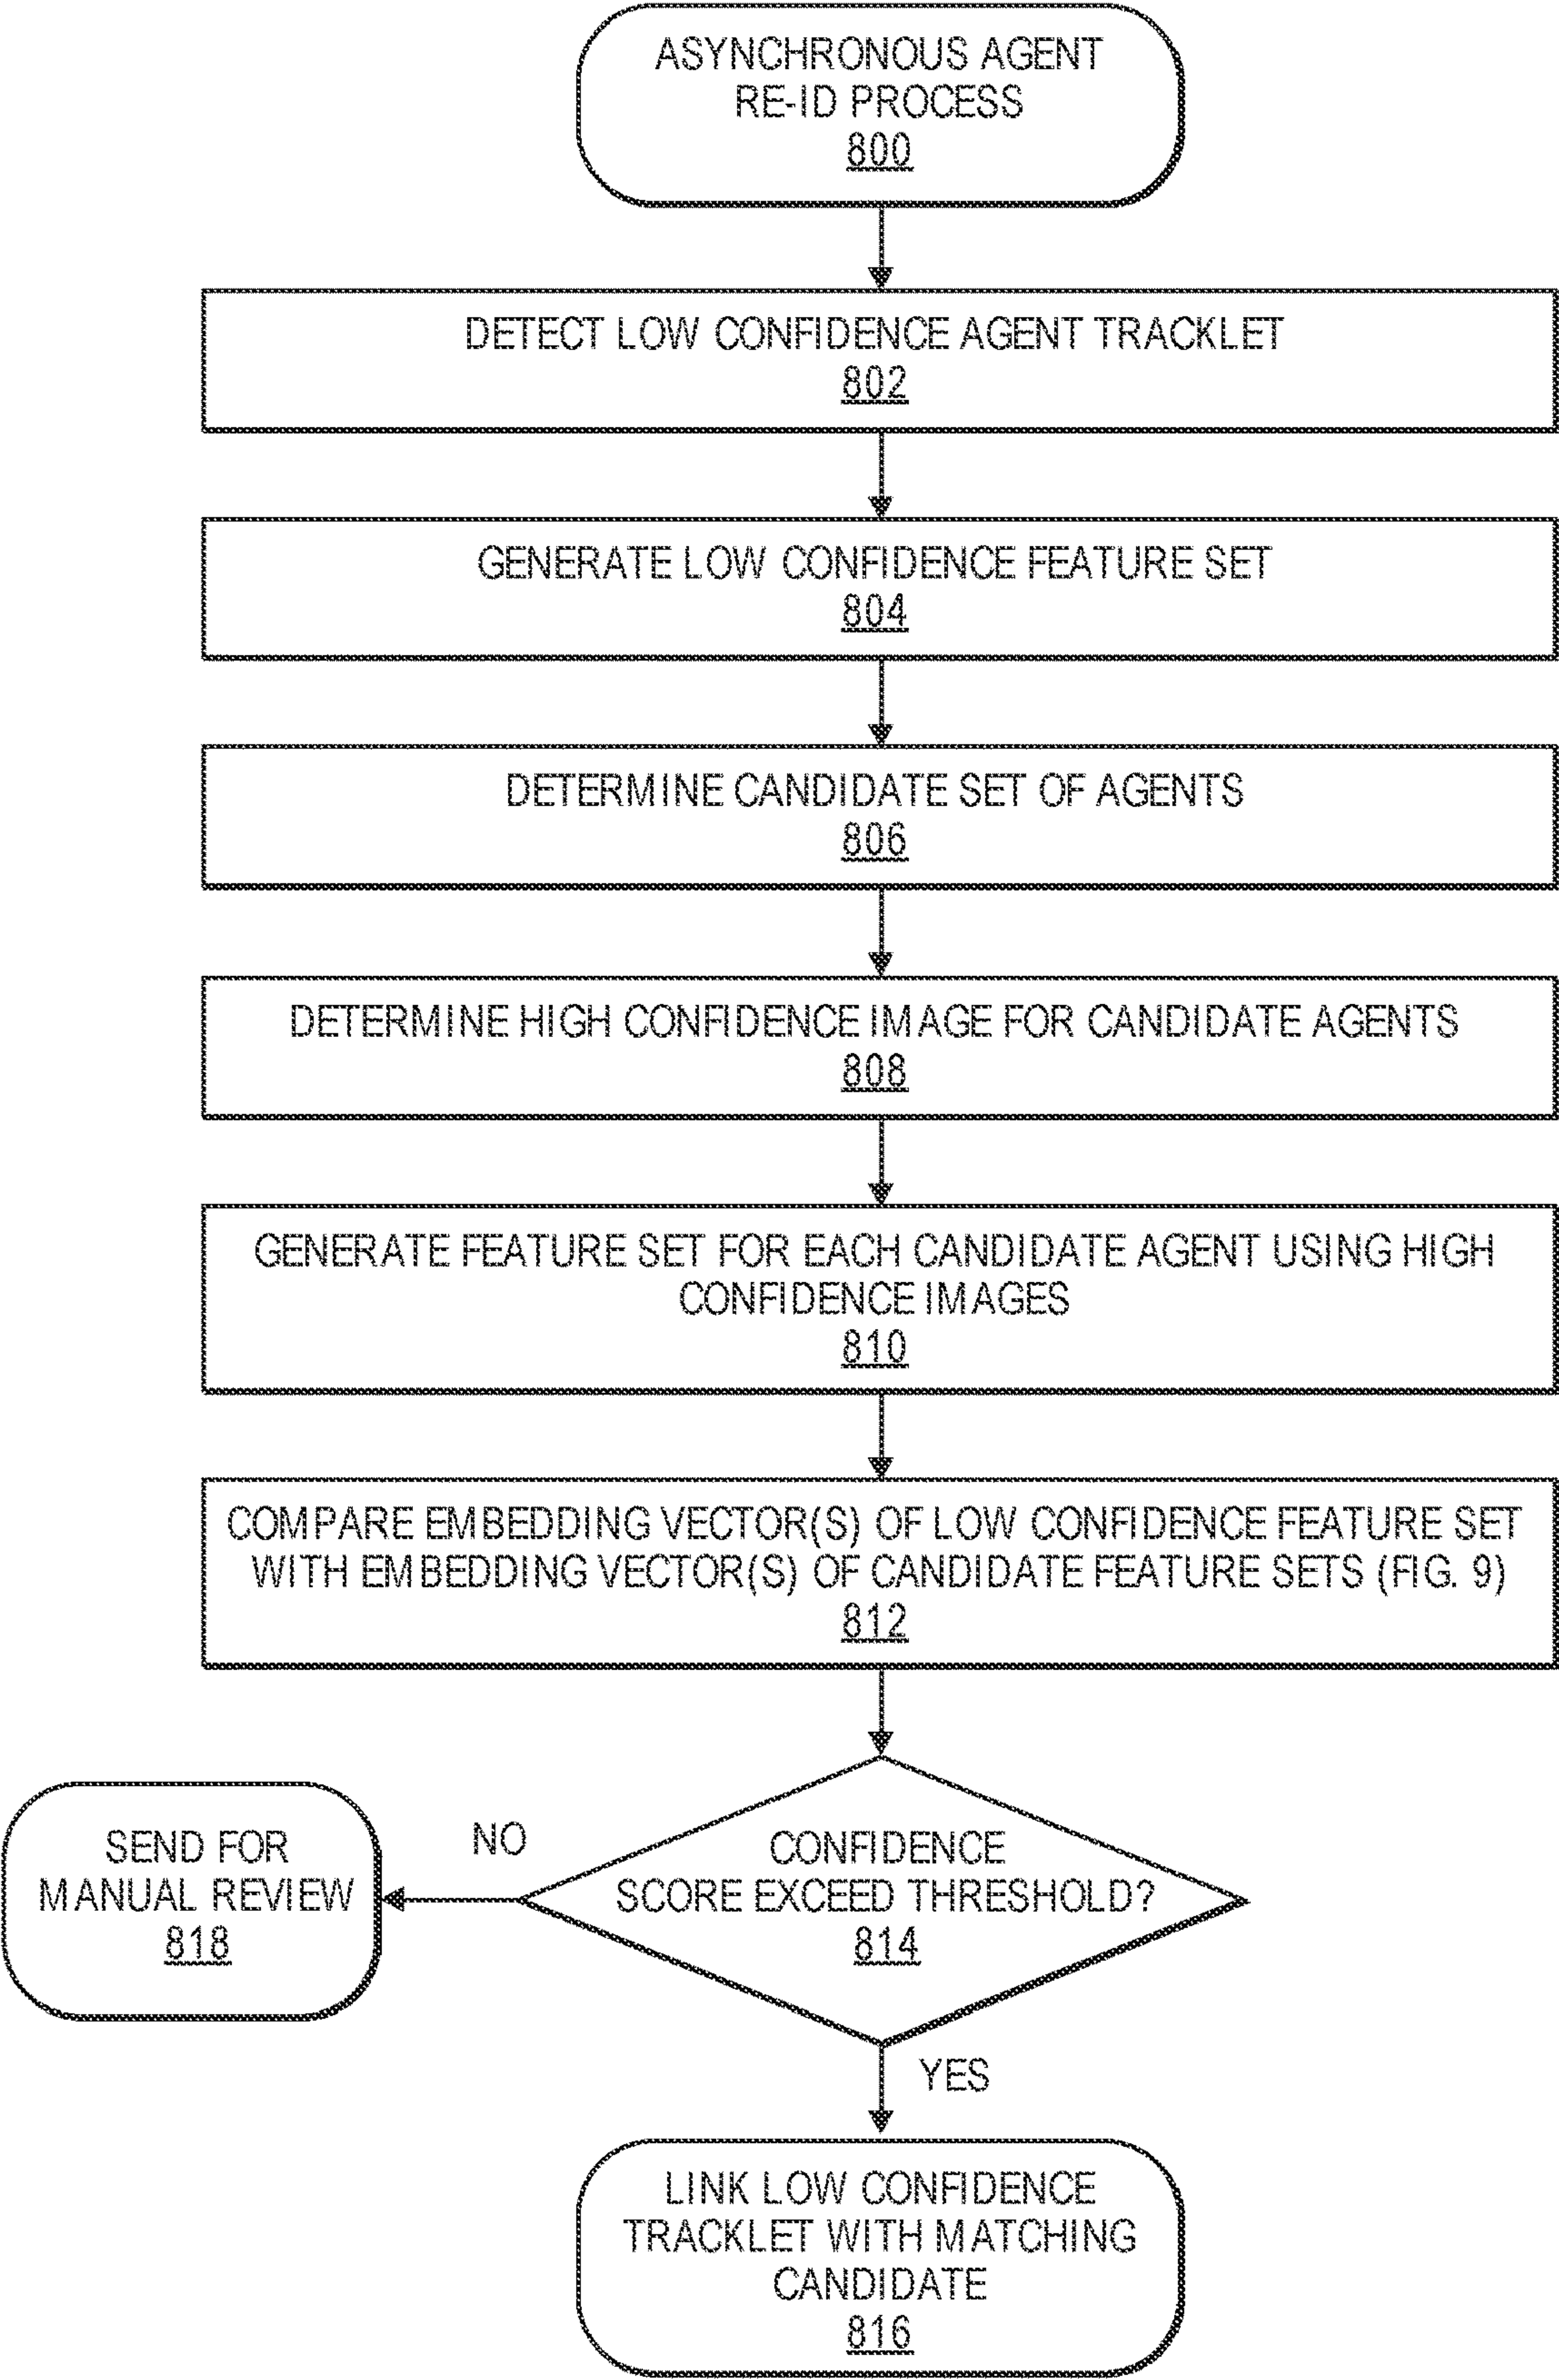 ASYNCHRONOUS AGENT
RE-ID PROCESS
800
DETECT LOW CONFIDENCE AGENT TRACKLET
802
GENERATE LOW CONFIDENCE FEATURE SET
804
DETERMINE CANDIDATE SET OF AGENTS
806
DETERMINE HIGH CONFIDENCE IMAGE FOR CANDIDATE AGENTS
808
GENERATE FEATURE SET FOR EACH CANDIDATE AGENT USING HIGH
CONFIDENCE IMAGES
810
COMPARE EMBEDDING VECTOR(S) OF LOW CONFIDENCE FEATURE SET
WITH EMBEDDING VECTOR(S) OF CANDIDATE FEATURE SETS (FIG. 9)
812
CONFIDENCE
SCORE EXCEED THRESHOLD?
814
NO
SEND FOR
MANUAL REVIEW
818
YES
LINK LOW CONFIDENCE
TRACKLET WITH MATCHING
CANDIDATE
816